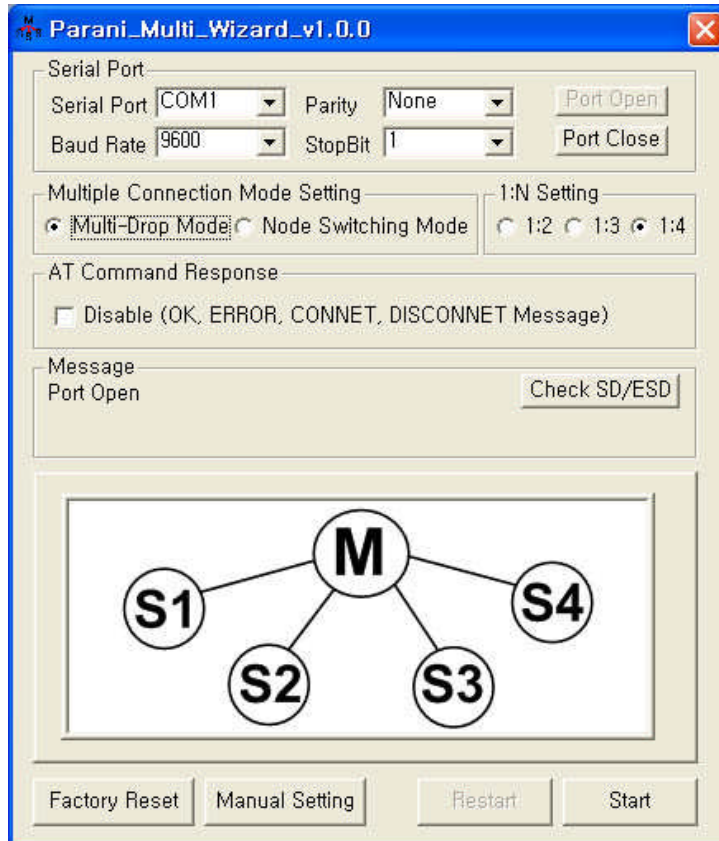 Parani_Multi_Wizard_v1.0.0
Serial Port
Serial Port COM1 Parity None Port Open
Baud Rate 9600 StopBit 1 Port Close
Multiple Connection Mode Setting 1:N Setting
Multi-Drop Mode Node Switching Mode 1:2 1:3 1:4
AT Command Response
Disable (OK, ERROR, CONNET, DISCONNET Message)
Message
Port Open Check SD/ESD
M
S1 S4
S2 S3
Factory Reset Manual Setting Restart Start